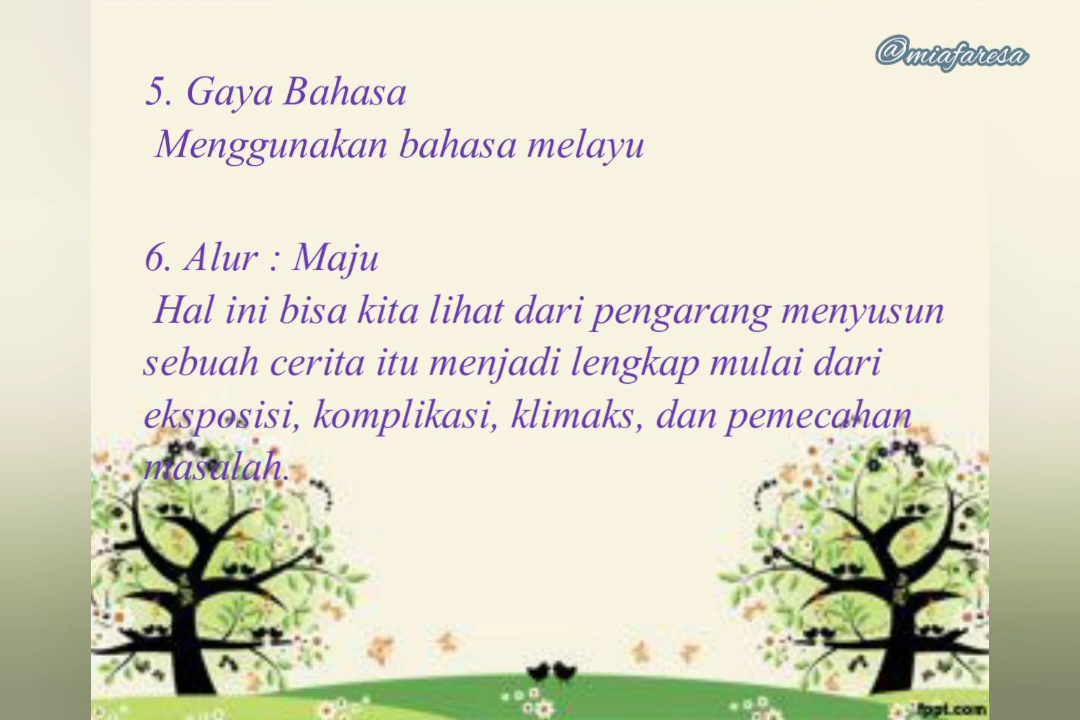 @miafaresa
5. Gaya Bahasa
Menggunakan bahasa melayu
6. Alur : Maju
Hal ini bisa kita lihat dari pengarang menyusun
sebuah cerita itu menjadi lengkap mulai dari
eksposisi, komplikasi, klimaks, dan pemecahan
masalah.
fppt.com